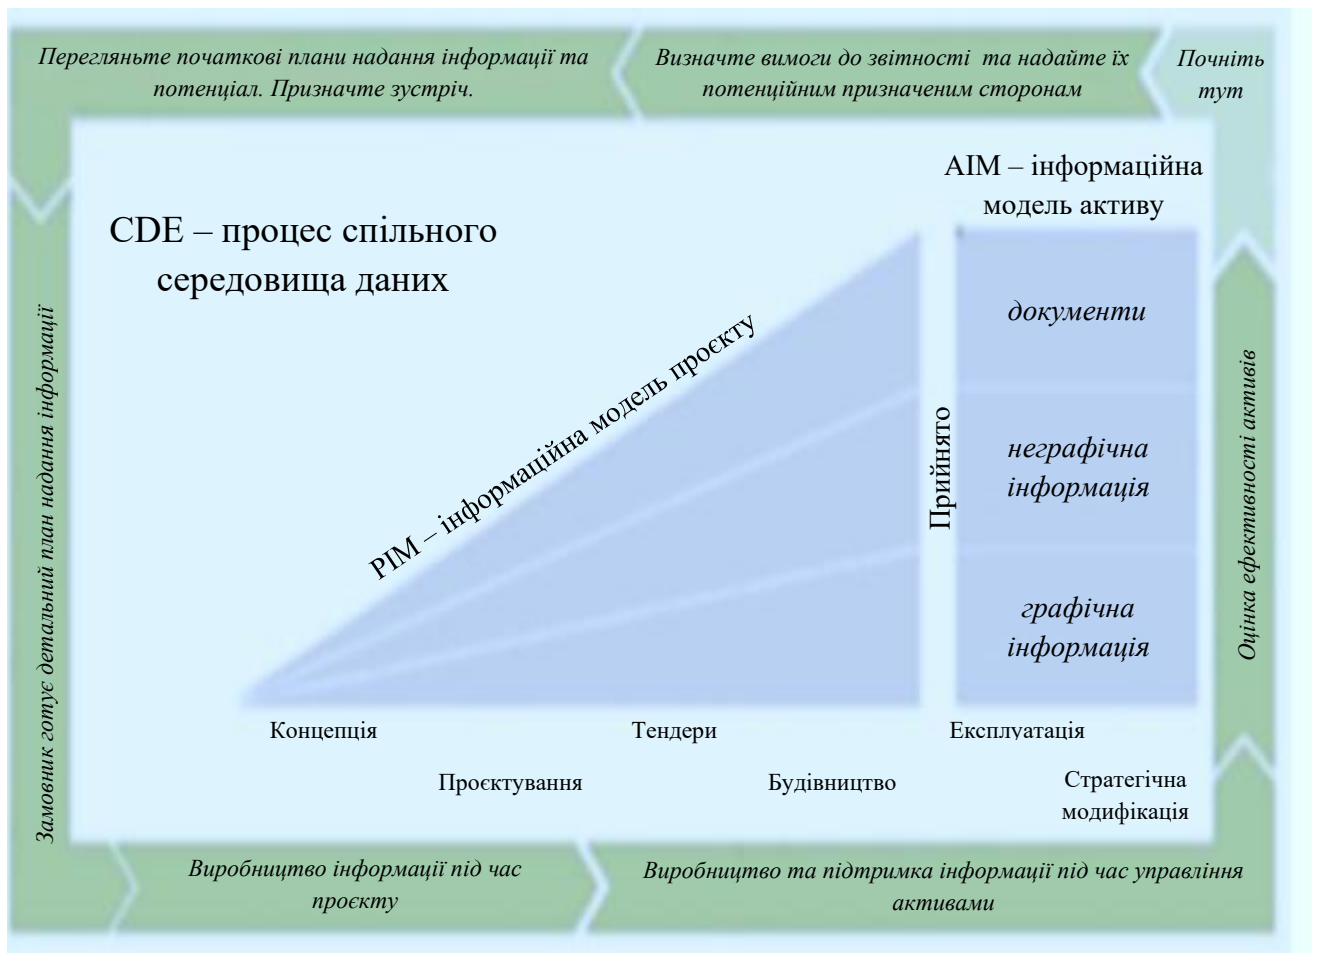 Перегляньте початкові плани надання інформації та
потенціал. Призначте зустріч.
Визначте вимоги до звітності та надайте їх
потенційним призначеним сторонам
Почніть
тут
AIM – інформаційна
модель активу
CDE – процес спільного
середовища даних
PIM – інформаційна модель проєкту
Прийнято
документи
неграфічна
інформація
графічна
інформація
Замовник готує детальний план надання інформації
Оцінка ефективності активів
Концепція
Тендери
Експлуатація
Проєктування
Будівництво
Стратегічна
модифікація
Виробництво інформації під час
проєкту
Виробництво та підтримка інформації під час управління
активами